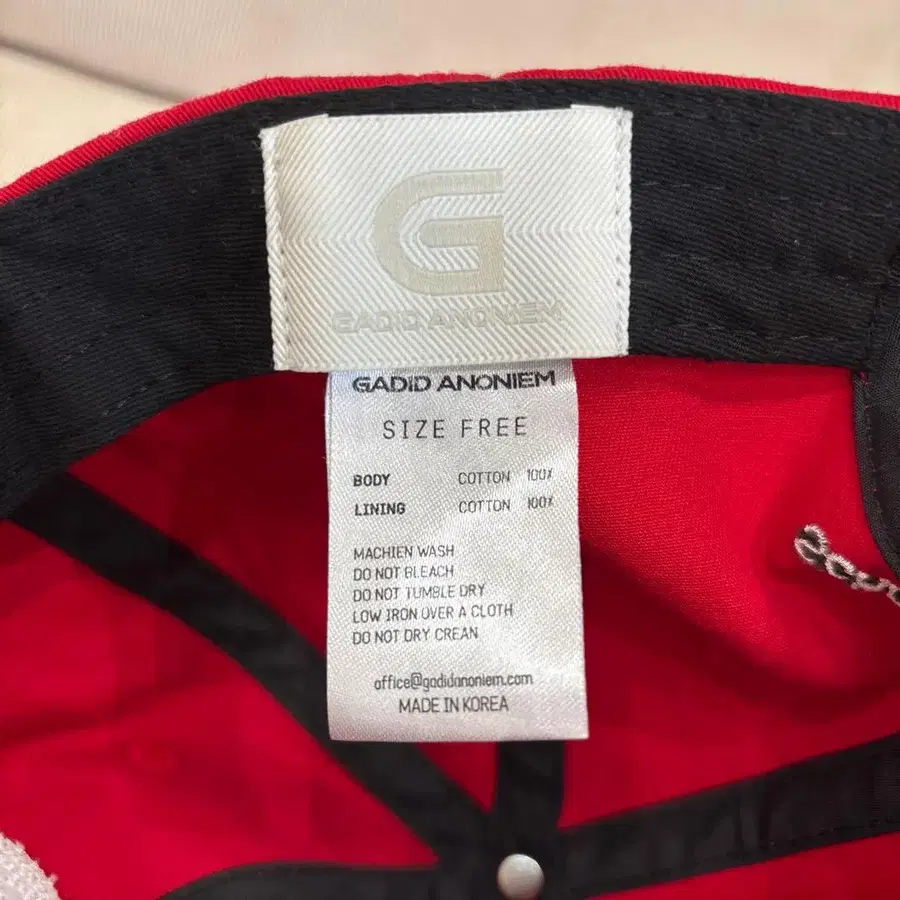 G
GADID ANONIEM
GADID ANONIEM
SIZE FREE
BODY COTTON 100%
LINING COTTON 100%
MACHIEN WASH
DO NOT BLEACH
DO NOT TUMBLE DRY
LOW IRON OVER A CLOTH
DO NOT DRY CREAN
office@gadidanoniem.com
MADE IN KOREA